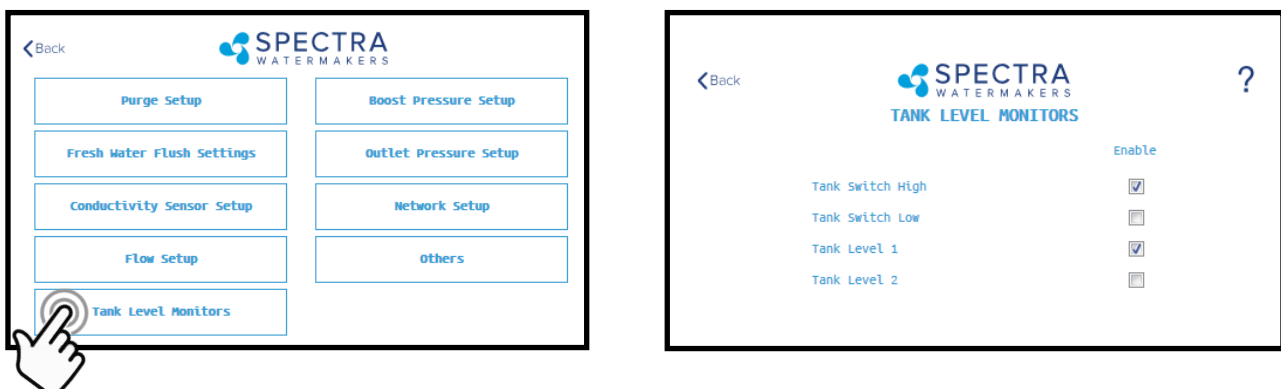 Back
SPECTRA
WATERMAKERS
Purge Setup
Boost Pressure Setup
Fresh Water Flush Settings
Outlet Pressure Setup
Conductivity Sensor Setup
Network Setup
Flow Setup
Others
Tank Level Monitors
Back
SPECTRA
WATERMAKERS
?
TANK LEVEL MONITORS
Enable
Tank Switch High
Tank Switch Low
Tank Level 1
Tank Level 2